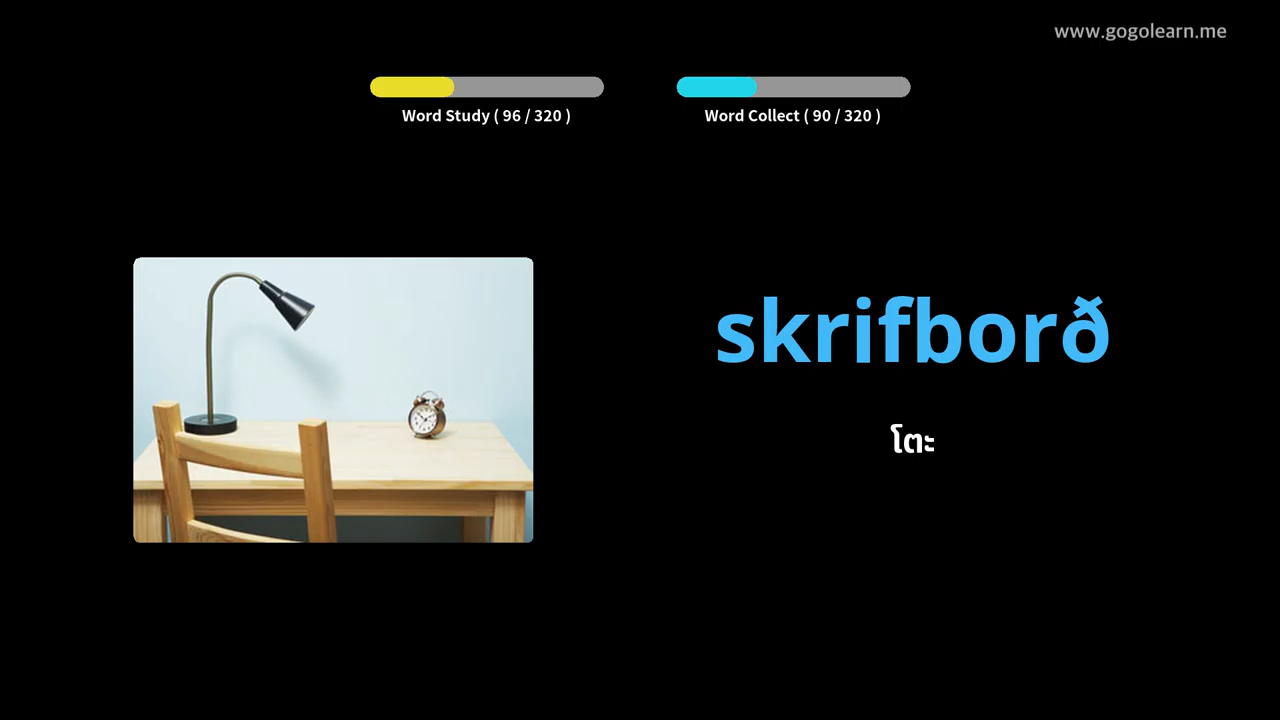 www.gogolearn.me
Word Study ( 96 / 320 )
Word Collect ( 90 / 320 )
skrifborð
โต๊ะ